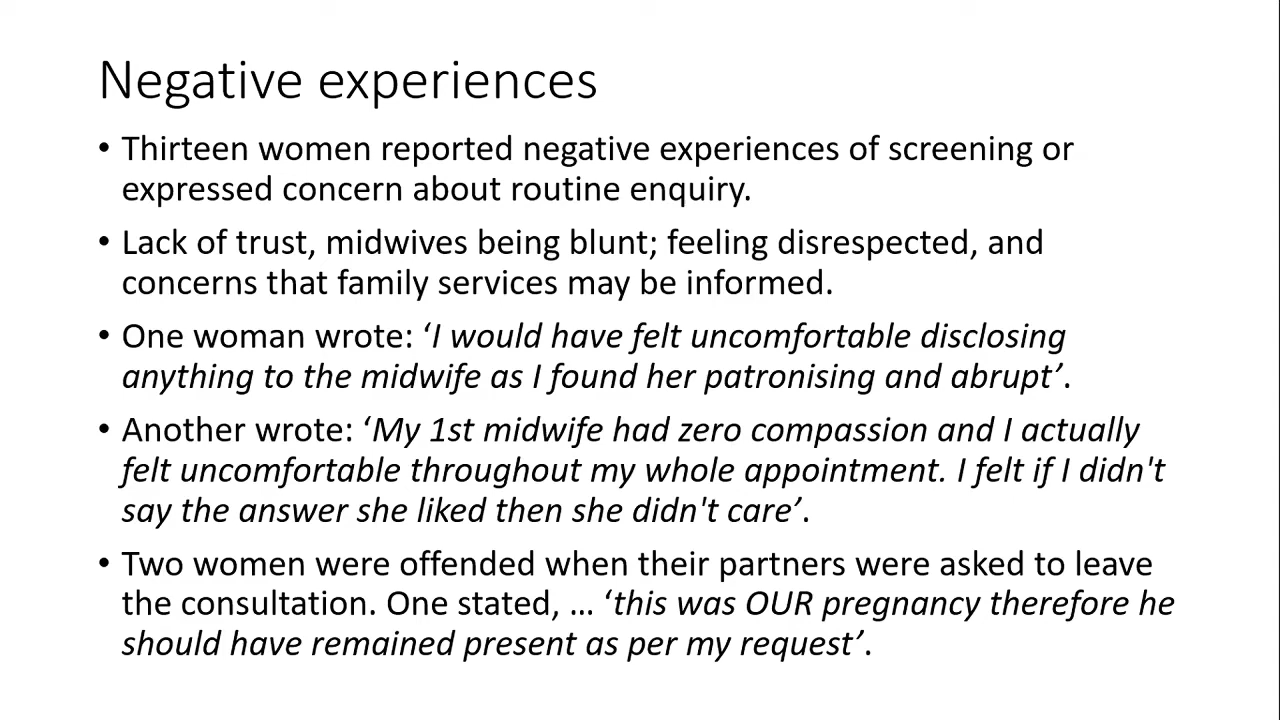 Negative experiences
• Thirteen women reported negative experiences of screening or
expressed concern about routine enquiry.
• Lack of trust, midwives being blunt; feeling disrespected, and
concerns that family services may be informed.
• One woman wrote: ‘I would have felt uncomfortable disclosing
anything to the midwife as I found her patronising and abrupt’.
• Another wrote: ‘My 1st midwife had zero compassion and I actually
felt uncomfortable throughout my whole appointment. I felt if I didn't
say the answer she liked then she didn't care’.
• Two women were offended when their partners were asked to leave
the consultation. One stated, … ‘this was OUR pregnancy therefore he
should have remained present as per my request’.